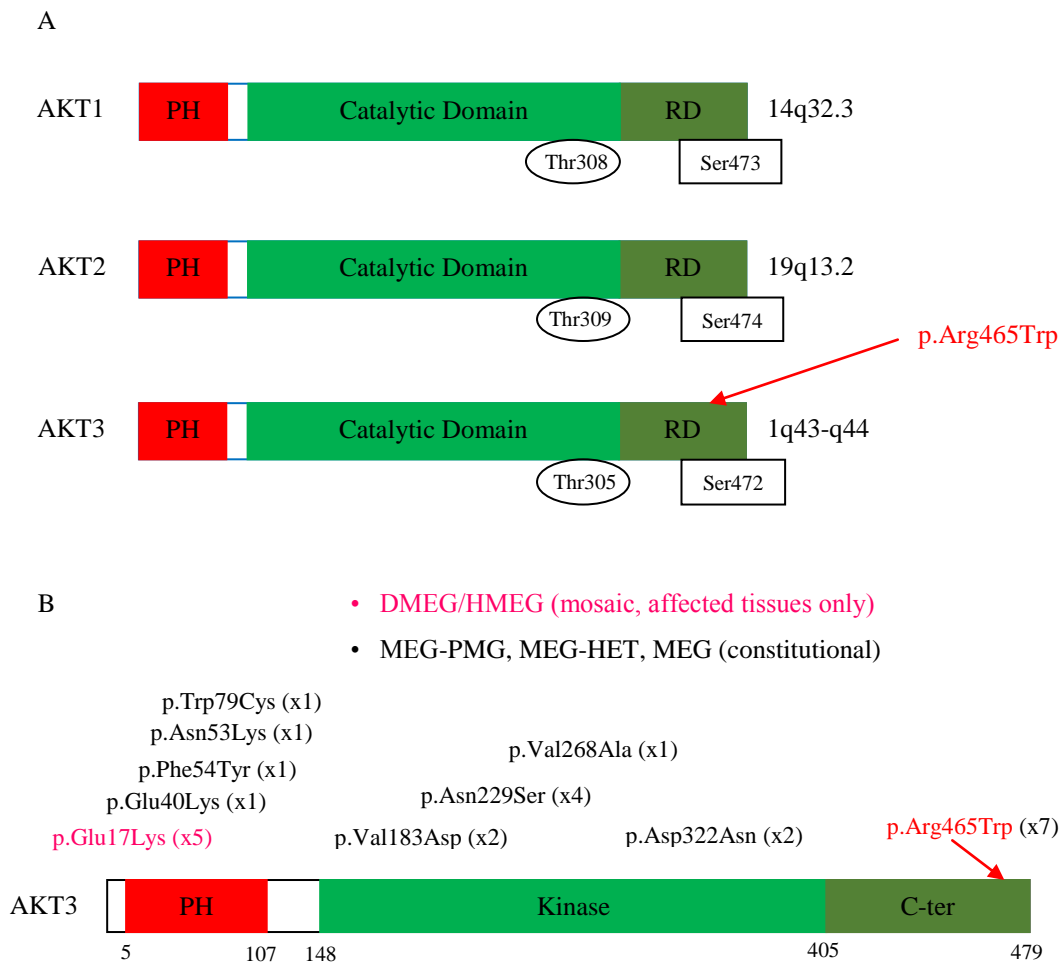 A
AKT1 PH Catalytic Domain RD 14q32.3
Thr308 Ser473
AKT2 PH Catalytic Domain RD 19q13.2
Thr309 Ser474
p.Arg465Trp
AKT3 PH Catalytic Domain RD 1q43-q44
Thr305 Ser472
B
• DMEG/HMEG (mosaic, affected tissues only)
• MEG-PMG, MEG-HET, MEG (constitutional)
p.Trp79Cys (x1)
p.Asn53Lys (x1)
p.Val268Ala (x1)
p.Phe54Tyr (x1)
p.Glu40Lys (x1) p.Asn229Ser (x4)
p.Glu17Lys (x5) p.Val183Asp (x2) p.Asp322Asn (x2) p.Arg465Trp (x7)
AKT3 PH Kinase C-ter
5 107 148 405 479